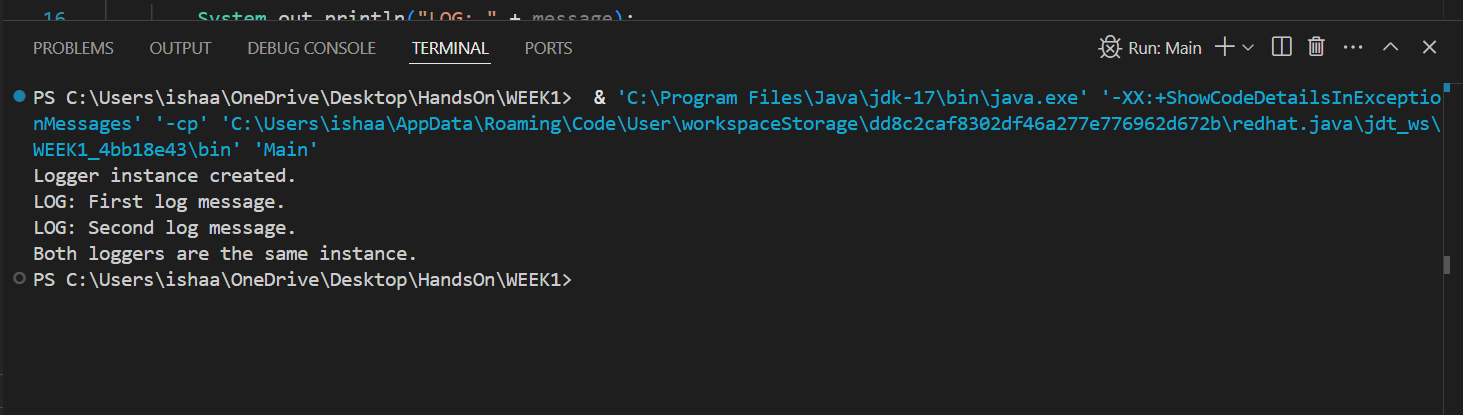 16 System.out.println("LOG: " + message);
PROBLEMS OUTPUT DEBUG CONSOLE TERMINAL PORTS Run: Main
PS C:\Users\ishaa\OneDrive\Desktop\HandsOn\WEEK1>  & 'C:\Program Files\Java\jdk-17\bin\java.exe' '-XX:+ShowCodeDetailsInExceptio
nMessages' '-cp' 'C:\Users\ishaa\AppData\Roaming\Code\User\workspaceStorage\dd8c2caf8302df46a277e776962d672b\redhat.java\jdt_ws\
WEEK1_4bb18e43\bin' 'Main'
Logger instance created.
LOG: First log message.
LOG: Second log message.
Both loggers are the same instance.
PS C:\Users\ishaa\OneDrive\Desktop\HandsOn\WEEK1>